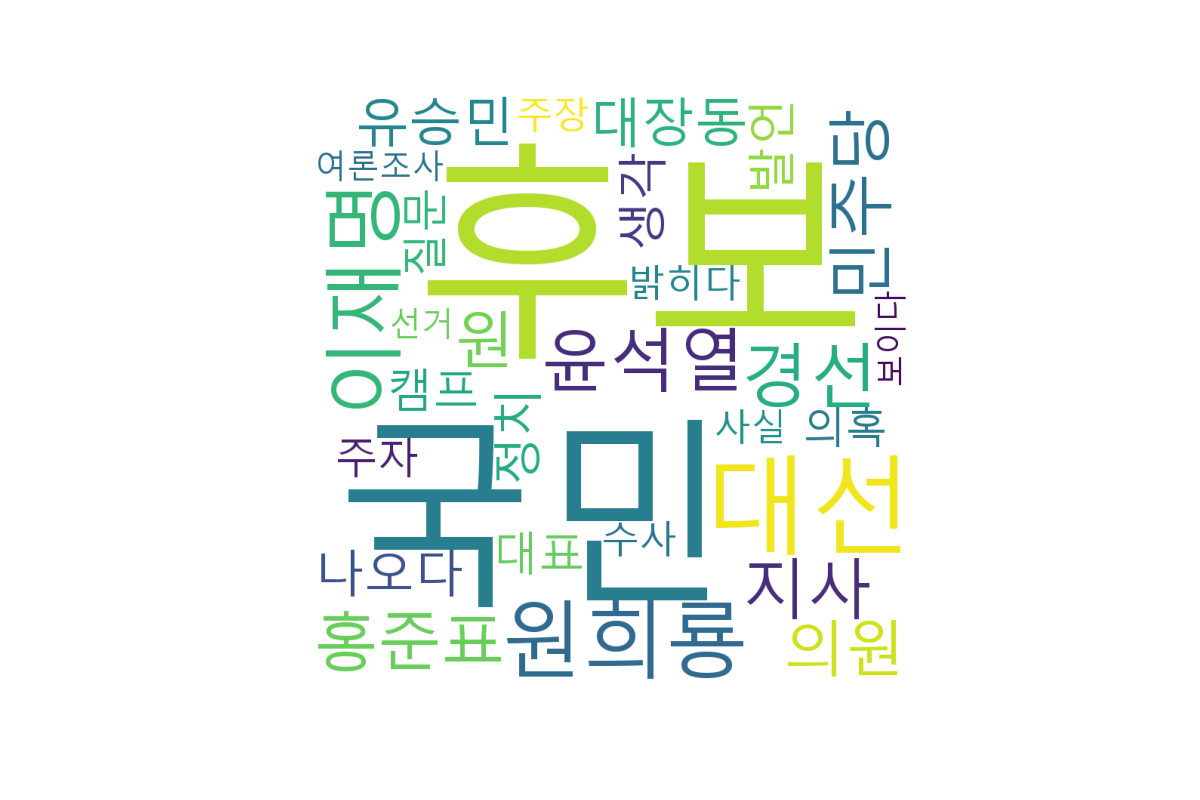 유승민
주장
대장동
발언
민주당
여론조사
후보
생각
이재명
질문
밝히다
보이다
선거
원
윤석열
경선
캠프
정치
사실
의혹
주자
국민
대선
대표
수사
나오다
지사
홍준표
원희룡
의원